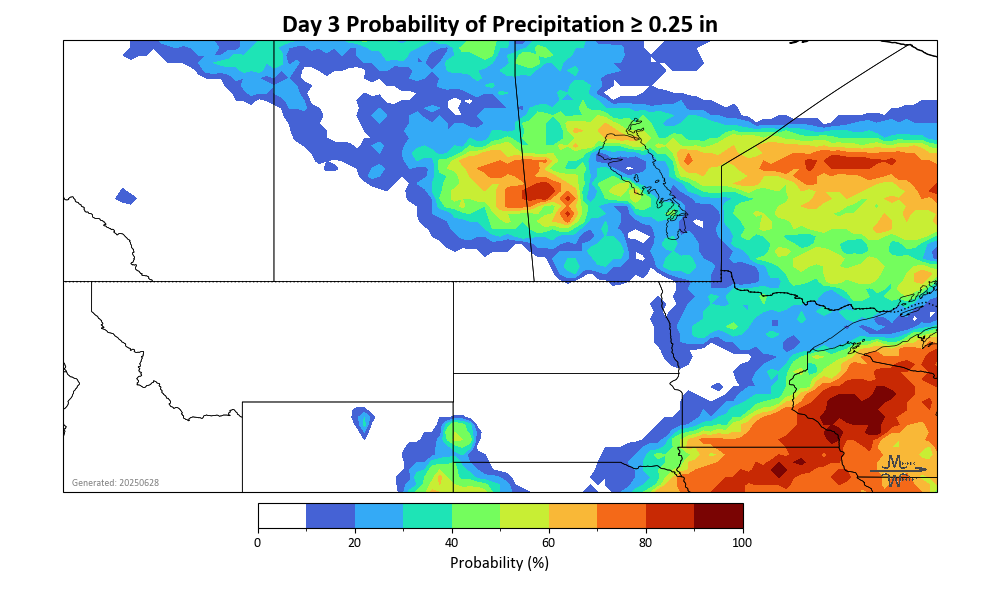 Day 3 Probability of Precipitation ≥ 0.25 in
Generated: 20250628
0 20 40 60 80 100
Probability (%)